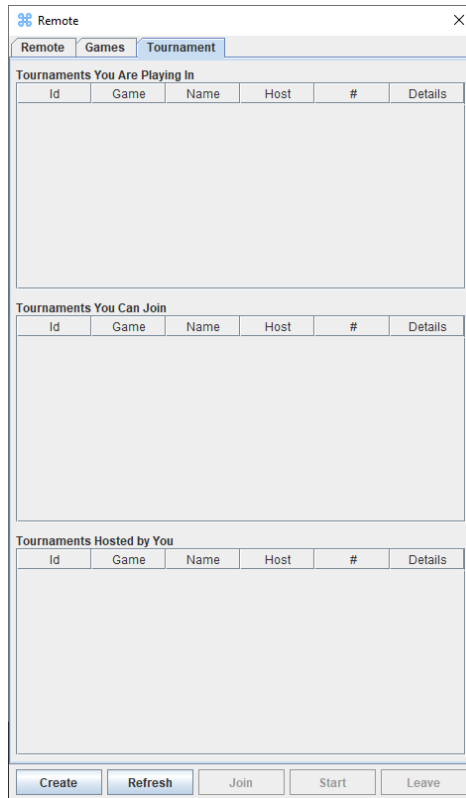 Remote
Remote Games Tournament
Tournaments You Are Playing In
Id Game Name Host # Details
Tournaments You Can Join
Id Game Name Host # Details
Tournaments Hosted by You
Id Game Name Host # Details
Create Refresh Join Start Leave